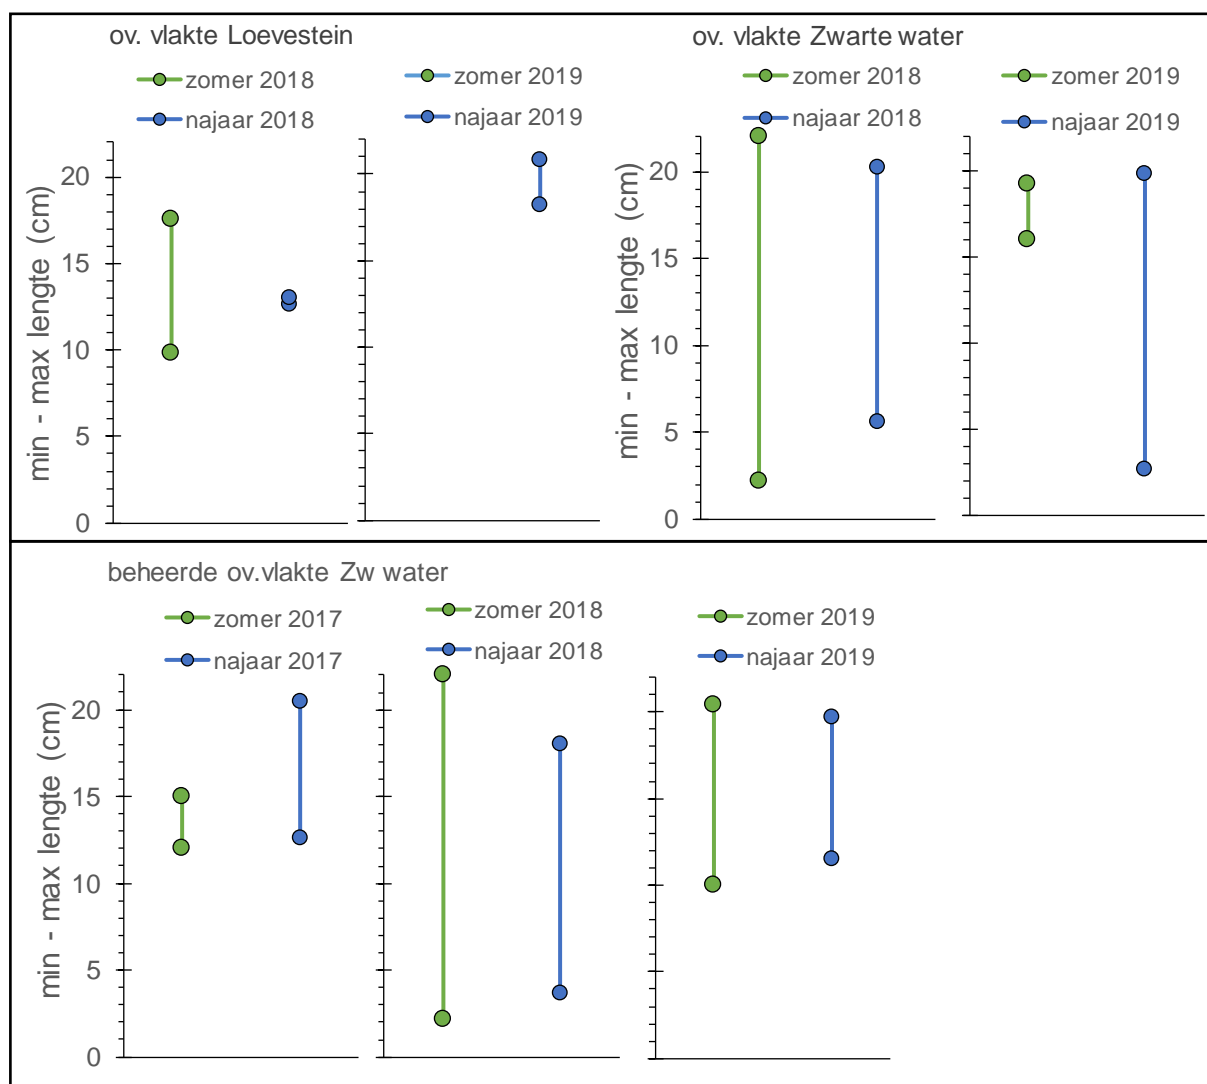 ov. vlakte Loevestein
zomer 2018
najaar 2018
zomer 2019
najaar 2019
min - max lengte (cm)
20
15
10
5
0
ov. vlakte Zwarte water
zomer 2018
najaar 2018
zomer 2019
najaar 2019
min - max lengte (cm)
20
15
10
5
0
beheerde ov.vlakte Zw water
zomer 2017
najaar 2017
zomer 2018
najaar 2018
zomer 2019
najaar 2019
min - max lengte (cm)
20
15
10
5
0